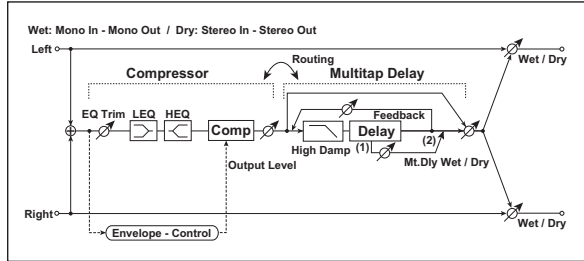 Wet: Mono In - Mono Out / Dry: Stereo In - Stereo Out
Left
Wet / Dry
Routing
Compressor
Multitap Delay
EQ Trim
LEQ
HEQ
Feedback
Comp
Delay
High Damp
(1)
(2)
Mt.Dly Wet / Dry
Output Level
Right
Wet / Dry
Envelope - Control